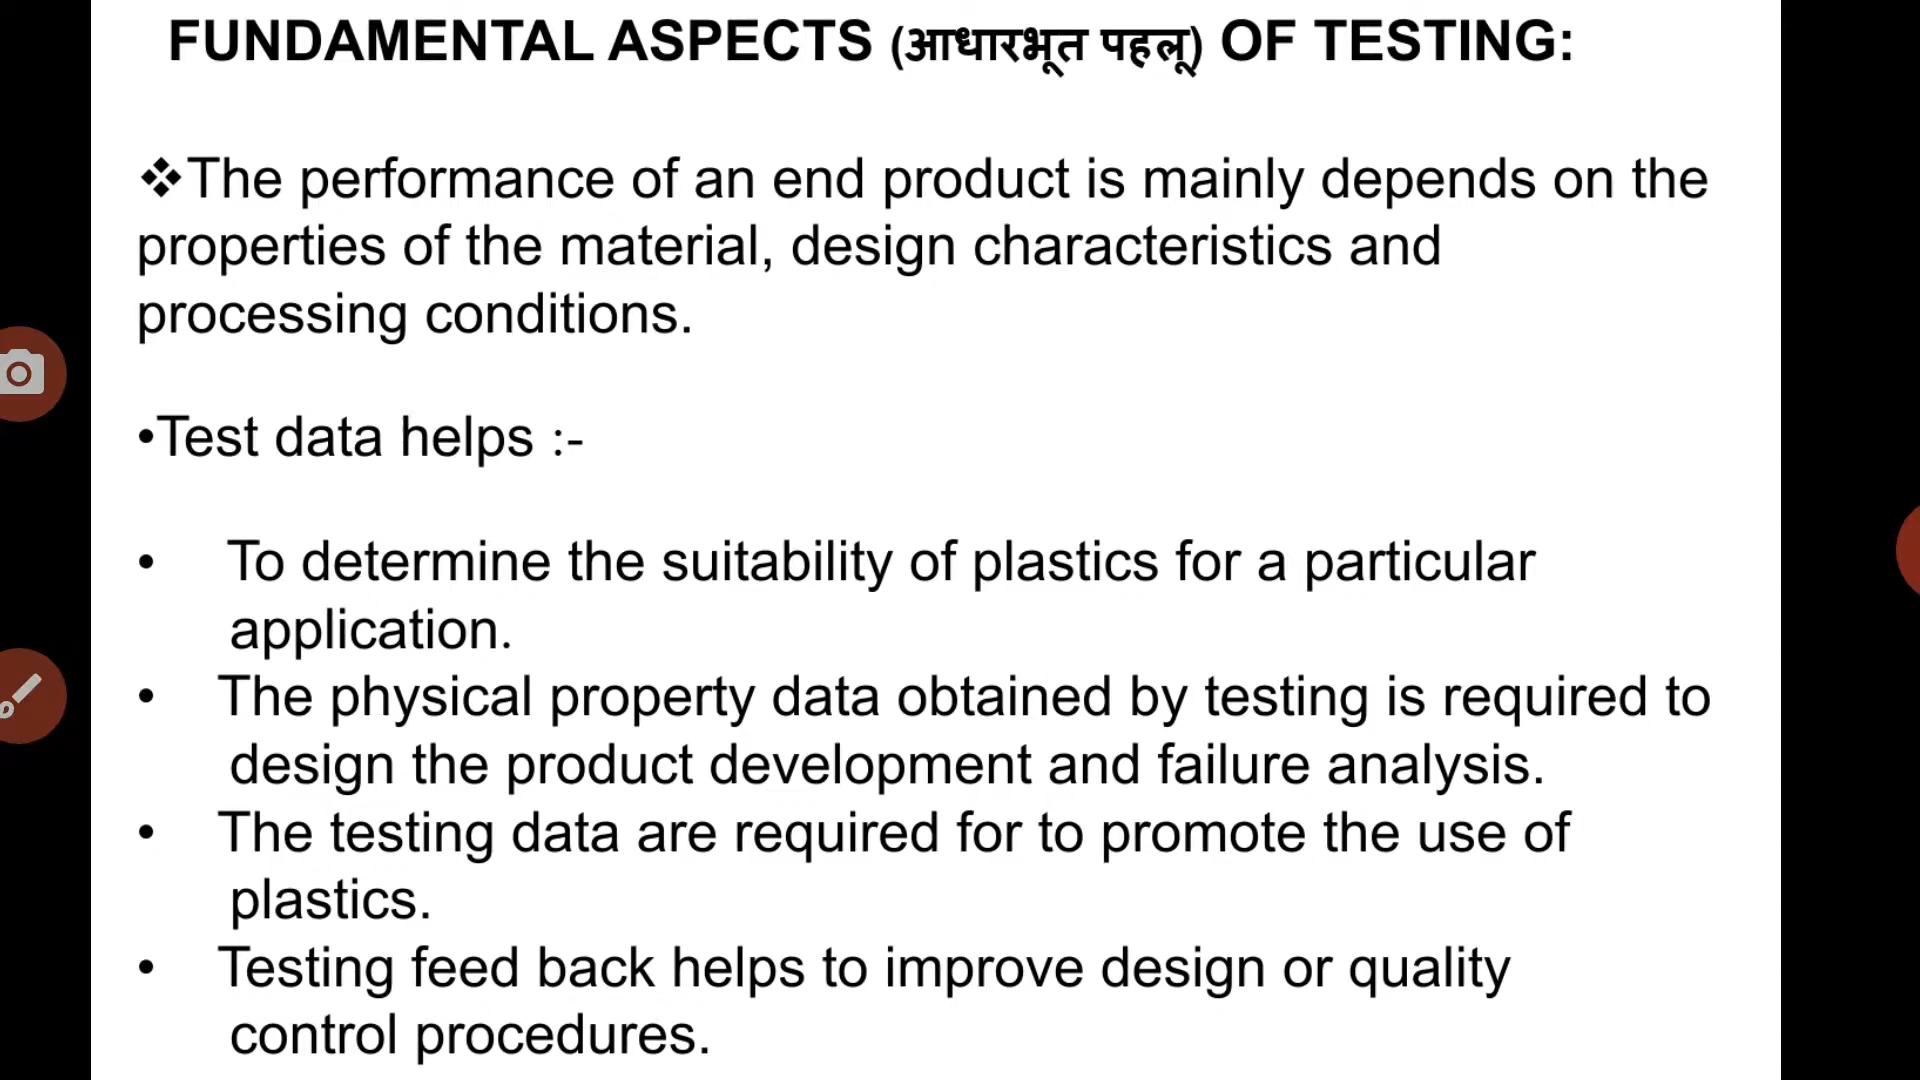 FUNDAMENTAL ASPECTS (आधारभूत पहलू) OF TESTING:
❖The performance of an end product is mainly depends on the
properties of the material, design characteristics and
processing conditions.
•Test data helps :-
• To determine the suitability of plastics for a particular
application.
• The physical property data obtained by testing is required to
design the product development and failure analysis.
• The testing data are required for to promote the use of
plastics.
• Testing feed back helps to improve design or quality
control procedures.